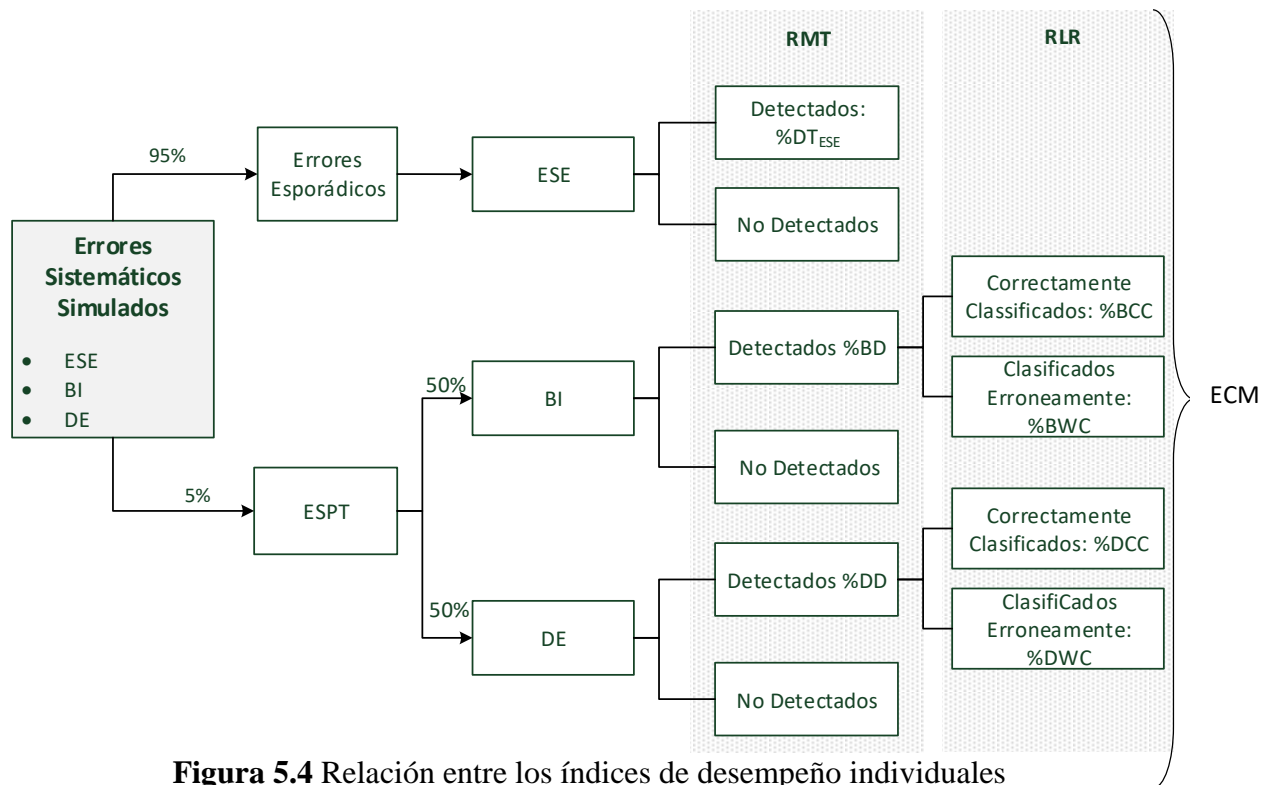 RMT
RLR
Detectados:
%DT_ESE
95%
Errores
Esporádicos
ESE
No Detectados
Errores
Sistemáticos
Simulados
• ESE
• BI
• DE
Correctamente
Classificados: %BCC
Detectados %BD
50%
BI
Clasificados
Erroneamente:
%BWC
ECM
No Detectados
5%
ESPT
Correctamente
Clasificados: %DCC
Detectados %DD
50%
DE
ClasifiCados
Erroneamente:
%DWC
No Detectados
Figura 5.4 Relación entre los índices de desempeño individuales